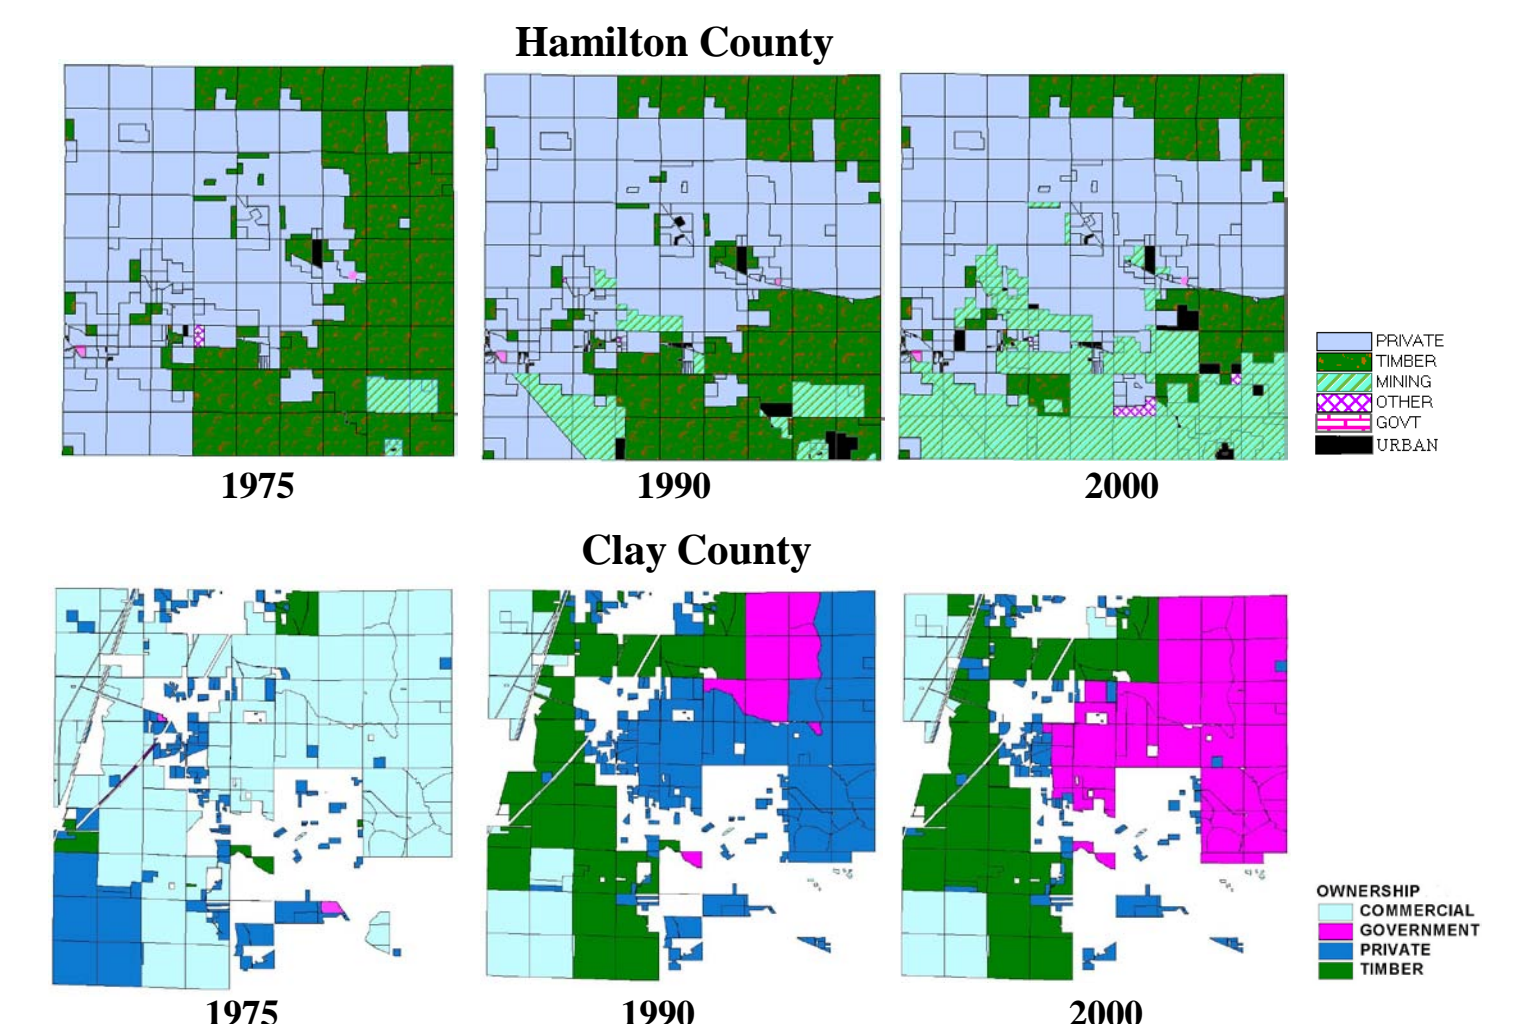 Hamilton County
PRIVATE
TIMBER
MINING
OTHER
GOVT
URBAN
1975 1990 2000
Clay County
OWNERSHIP
COMMERCIAL
GOVERNMENT
PRIVATE
TIMBER
1975 1990 2000